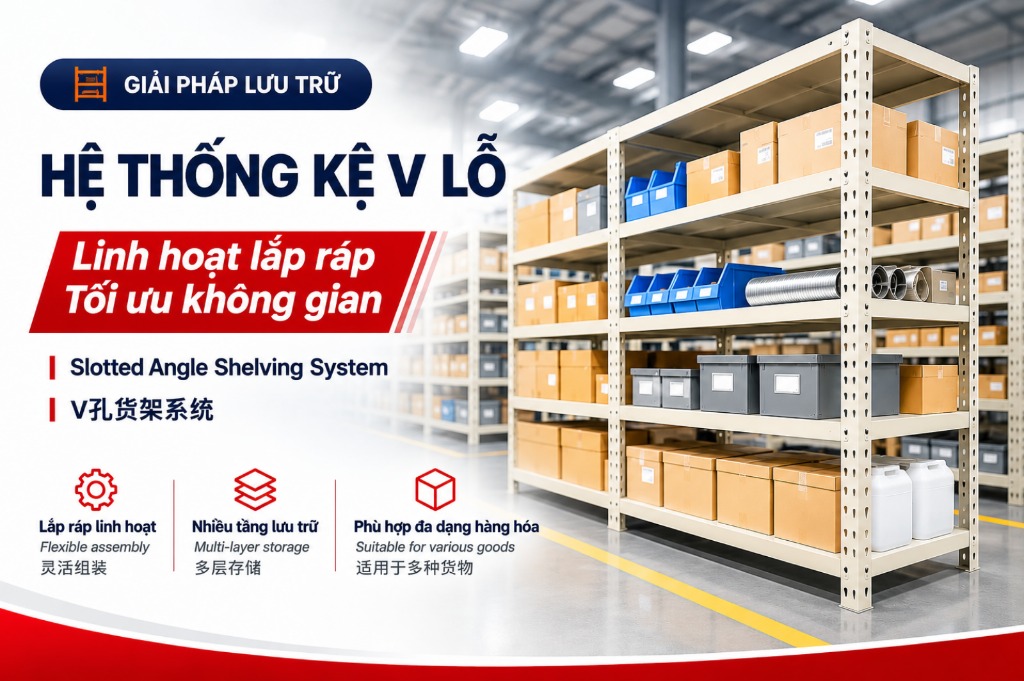 GIẢI PHÁP LƯU TRỮ
HỆ THỐNG KỆ V LỖ
Linh hoạt lắp ráp
Tối ưu không gian
Slotted Angle Shelving System
V孔货架系统
Lắp ráp linh hoạt
Flexible assembly
灵活组装
Nhiều tầng lưu trữ
Multi-layer storage
多层存储
Phù hợp đa dạng hàng hóa
Suitable for various goods
适用于多种货物